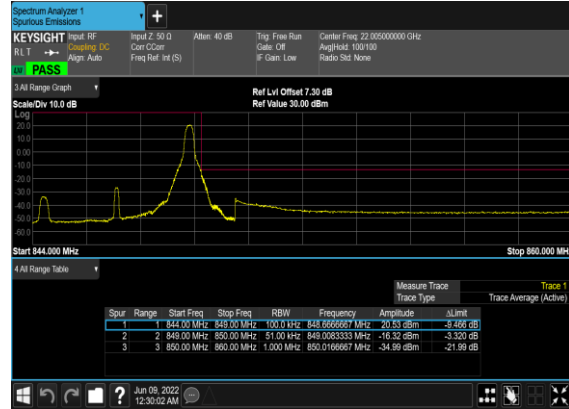 Spectrum Analyzer 1
Spurious Emissions
KEYSIGHT Input: RF Input Z: 50 Ω Atten: 40 dB Trig: Free Run Center Freq: 22.005000000 GHz
RLT Coupling: DC Corr CCorr Gate: Off Avg|Hold: 100/100
Align: Auto Freq Ref: Int (S) IF Gain: Low Radio Std: None
PASS
3 All Range Graph
Ref Lvl Offset 7.30 dB
Scale/Div 10.0 dB Ref Value 30.00 dBm
Log
20.0
10.0
0.00
-10.0
-20.0
-30.0
-40.0
-50.0
-60.0
Start 844.000 MHz Stop 860.000 MH
4 All Range Table
Measure Trace Trace 1
Trace Type Trace Average (Active)
Spur Range Start Freq Stop Freq RBW Frequency Amplitude ΔLimit
1 1 844.00 MHz 849.00 MHz 100.0 kHz 848.6666667 MHz 20.53 dBm -9.466 dB
2 2 849.00 MHz 850.00 MHz 51.00 kHz 849.0083333 MHz -16.32 dBm -3.320 dB
3 3 850.00 MHz 860.00 MHz 1.000 MHz 850.0166667 MHz -34.99 dBm -21.99 dB
? Jun 09, 2022
12:30:02 AM